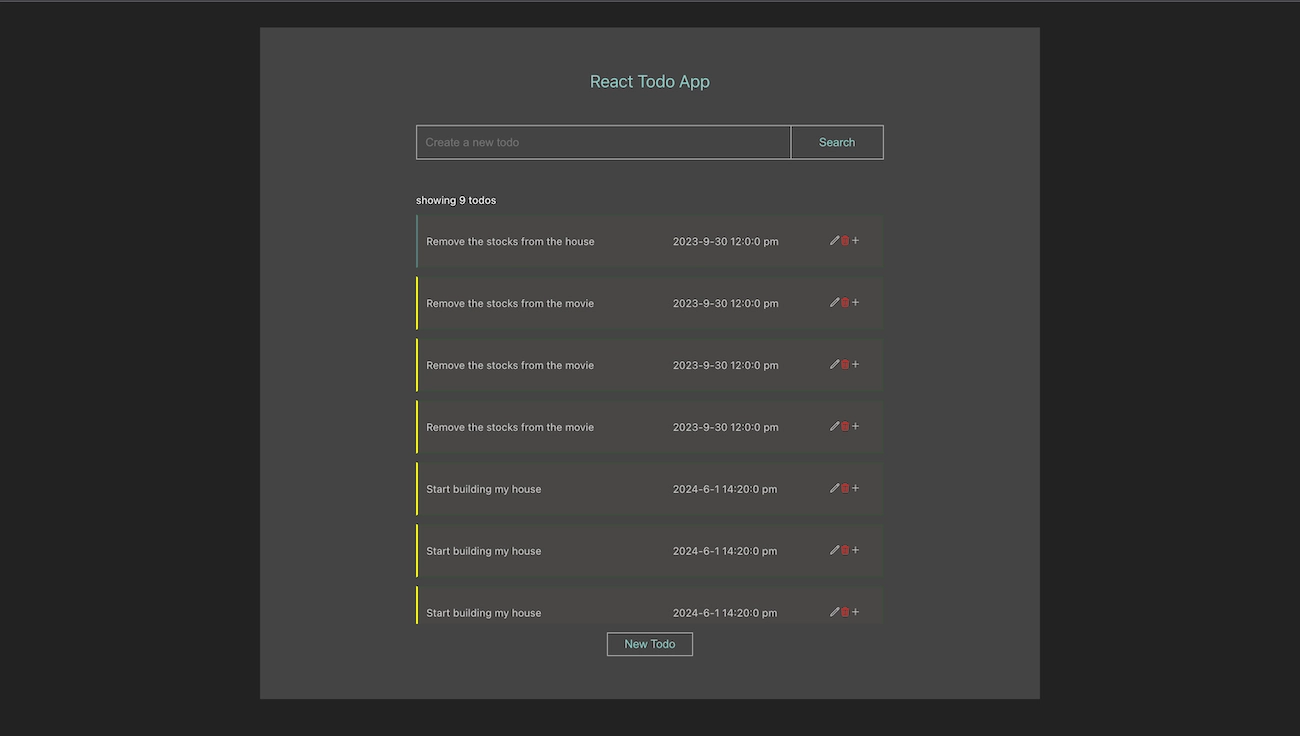 React Todo App
Create a new todo Search
showing 9 todos
Remove the stocks from the house 2023-9-30 12:0:0 pm
Remove the stocks from the movie 2023-9-30 12:0:0 pm
Remove the stocks from the movie 2023-9-30 12:0:0 pm
Remove the stocks from the movie 2023-9-30 12:0:0 pm
Start building my house 2024-6-1 14:20:0 pm
Start building my house 2024-6-1 14:20:0 pm
Start building my house 2024-6-1 14:20:0 pm
New Todo